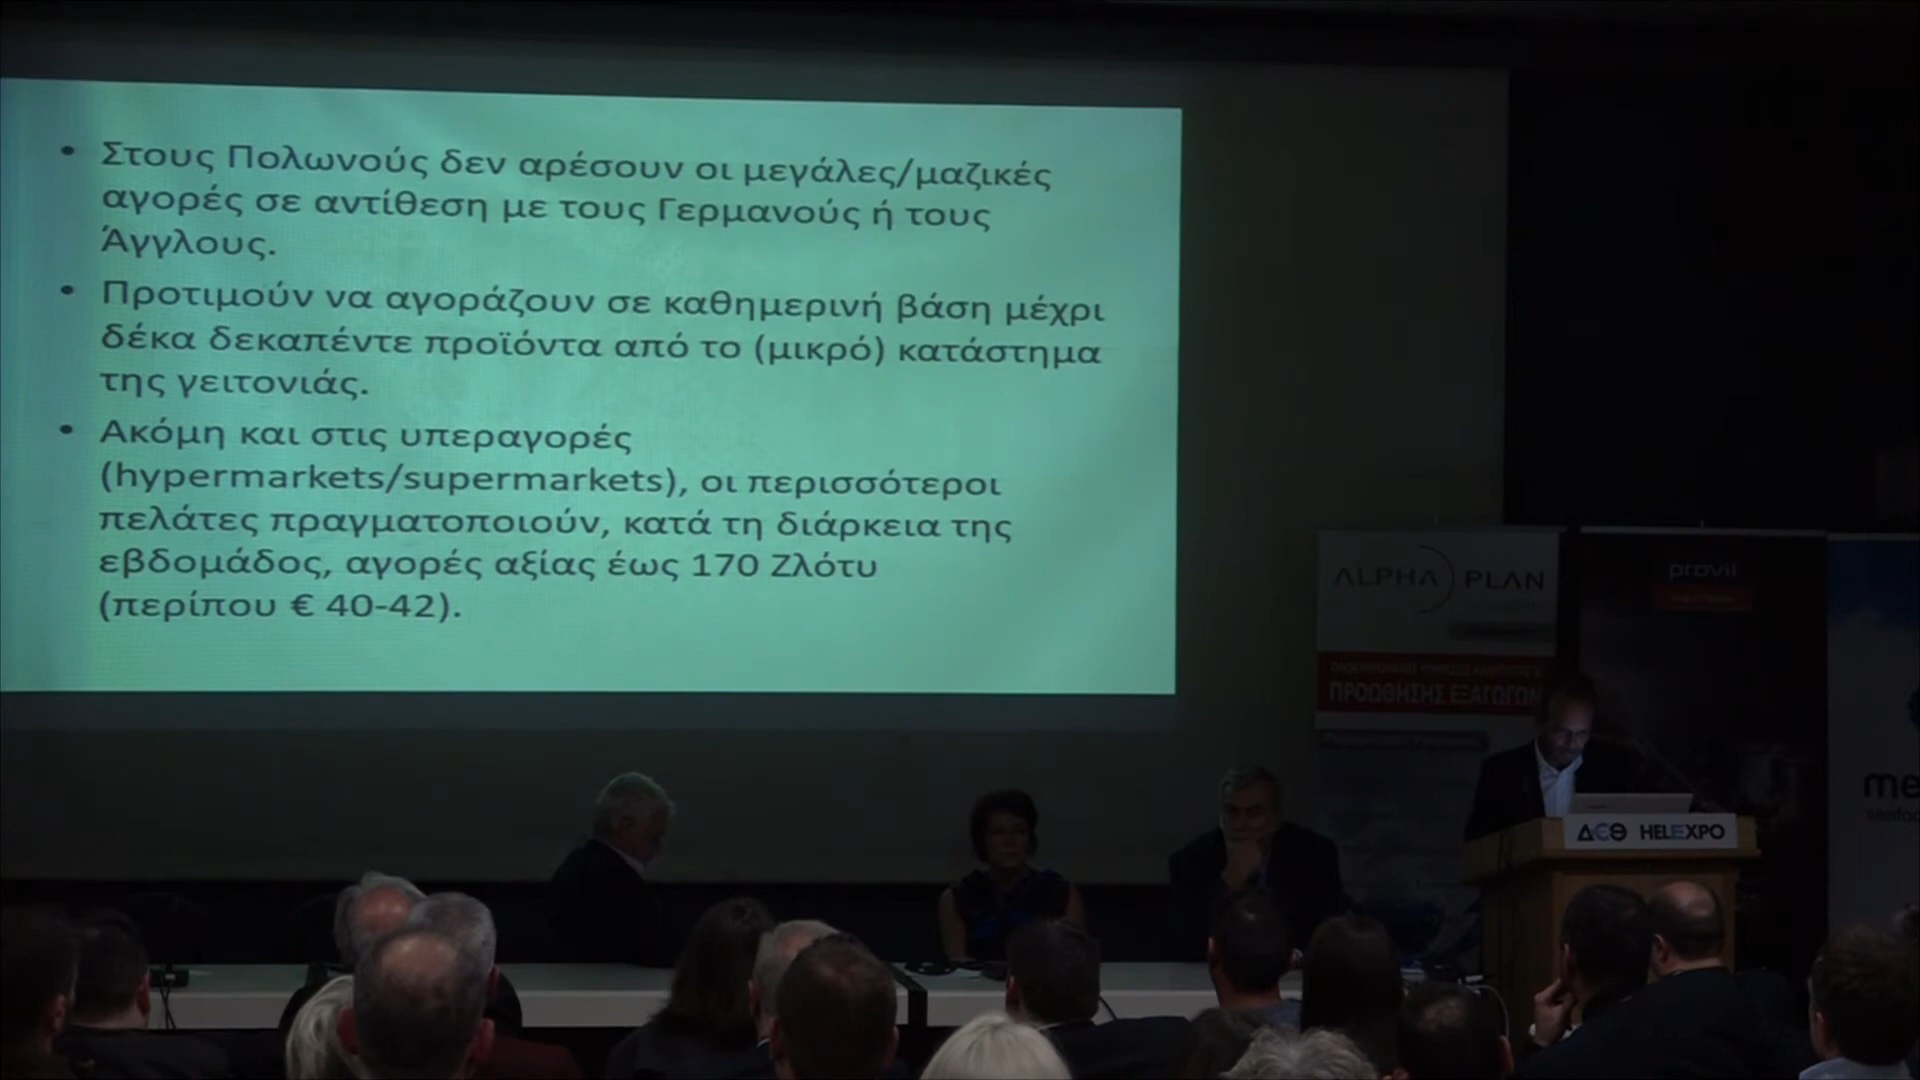 • Στους Πολωνούς δεν αρέσουν οι μεγάλες/μαζικές
αγορές σε αντίθεση με τους Γερμανούς ή τους
Άγγλους.
• Προτιμούν να αγοράζουν σε καθημερινή βάση μέχρι
δέκα δεκαπέντε προϊόντα από το (μικρό) κατάστημα
της γειτονιάς.
• Ακόμη και στις υπεραγορές
(hypermarkets/supermarkets), οι περισσότεροι
πελάτες πραγματοποιούν, κατά τη διάρκεια της
εβδομάδος, αγορές αξίας έως 170 Ζλότυ
(περίπου € 40-42).
ALPHA PLAN
ΠΡΟΩΘΗΣΗΣ ΕΞΑΓΩΓΩΝ
provil
me
seafo
ΔΕΘ HELEXPO